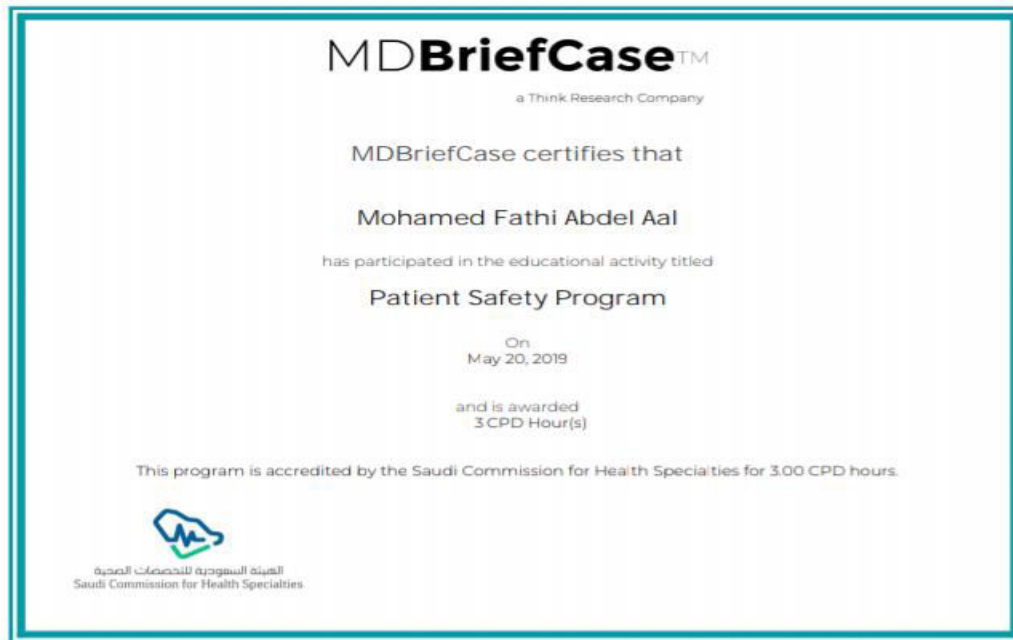 MDBriefCase™
a Think Research Company
MDBriefCase certifies that
Mohamed Fathi Abdel Aal
has participated in the educational activity titled
Patient Safety Program
On
May 20, 2019
and is awarded
3 CPD Hour(s)
This program is accredited by the Saudi Commission for Health Specialties for 3.00 CPD hours.
الهيئة السعودية للتخصصات الصحية
Saudi Commission for Health Specialties